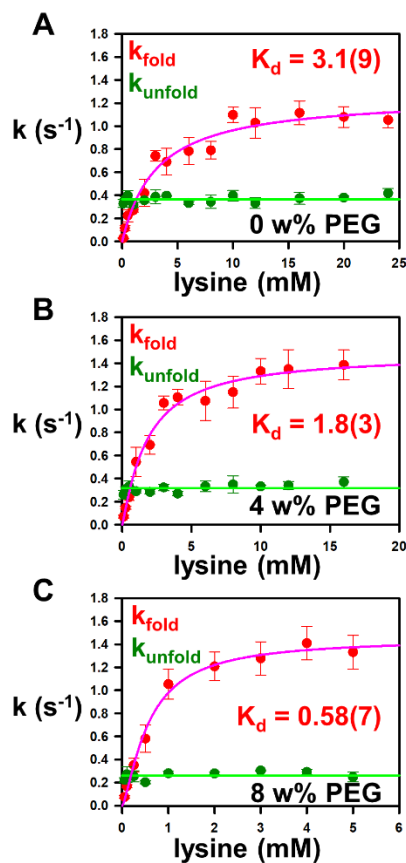 A
1.8
1.6
1.4
1.2
1.0
0.8
0.6
0.4
0.2
0.0
k (s⁻¹)
k_fold
k_unfold
K_d = 3.1(9)
0 w% PEG
0 5 10 15 20 25
lysine (mM)
B
1.8
1.6
1.4
1.2
1.0
0.8
0.6
0.4
0.2
0.0
k (s⁻¹)
k_fold
k_unfold
K_d = 1.8(3)
4 w% PEG
0 5 10 15 20
lysine (mM)
C
1.8
1.6
1.4
1.2
1.0
0.8
0.6
0.4
0.2
0.0
k (s⁻¹)
k_fold
k_unfold
K_d = 0.58(7)
8 w% PEG
0 1 2 3 4 5 6
lysine (mM)